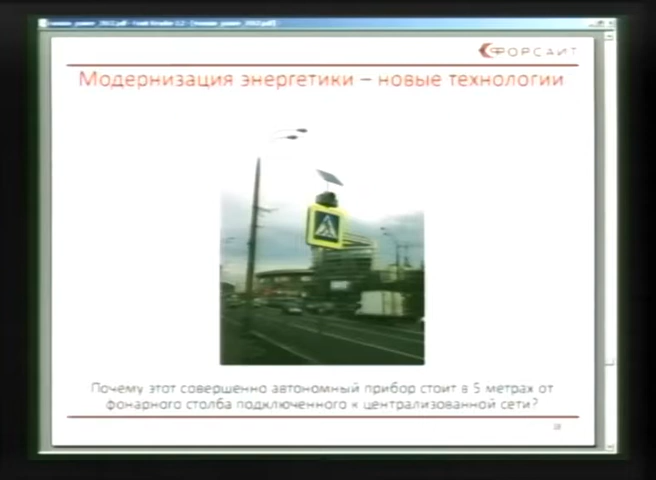 ФОРСАЙТ
Модернизация энергетики – новые технологии
Почему этот совершенно автономный прибор стоит в 5 метрах от
фонарного столба подключенного к централизованной сети?